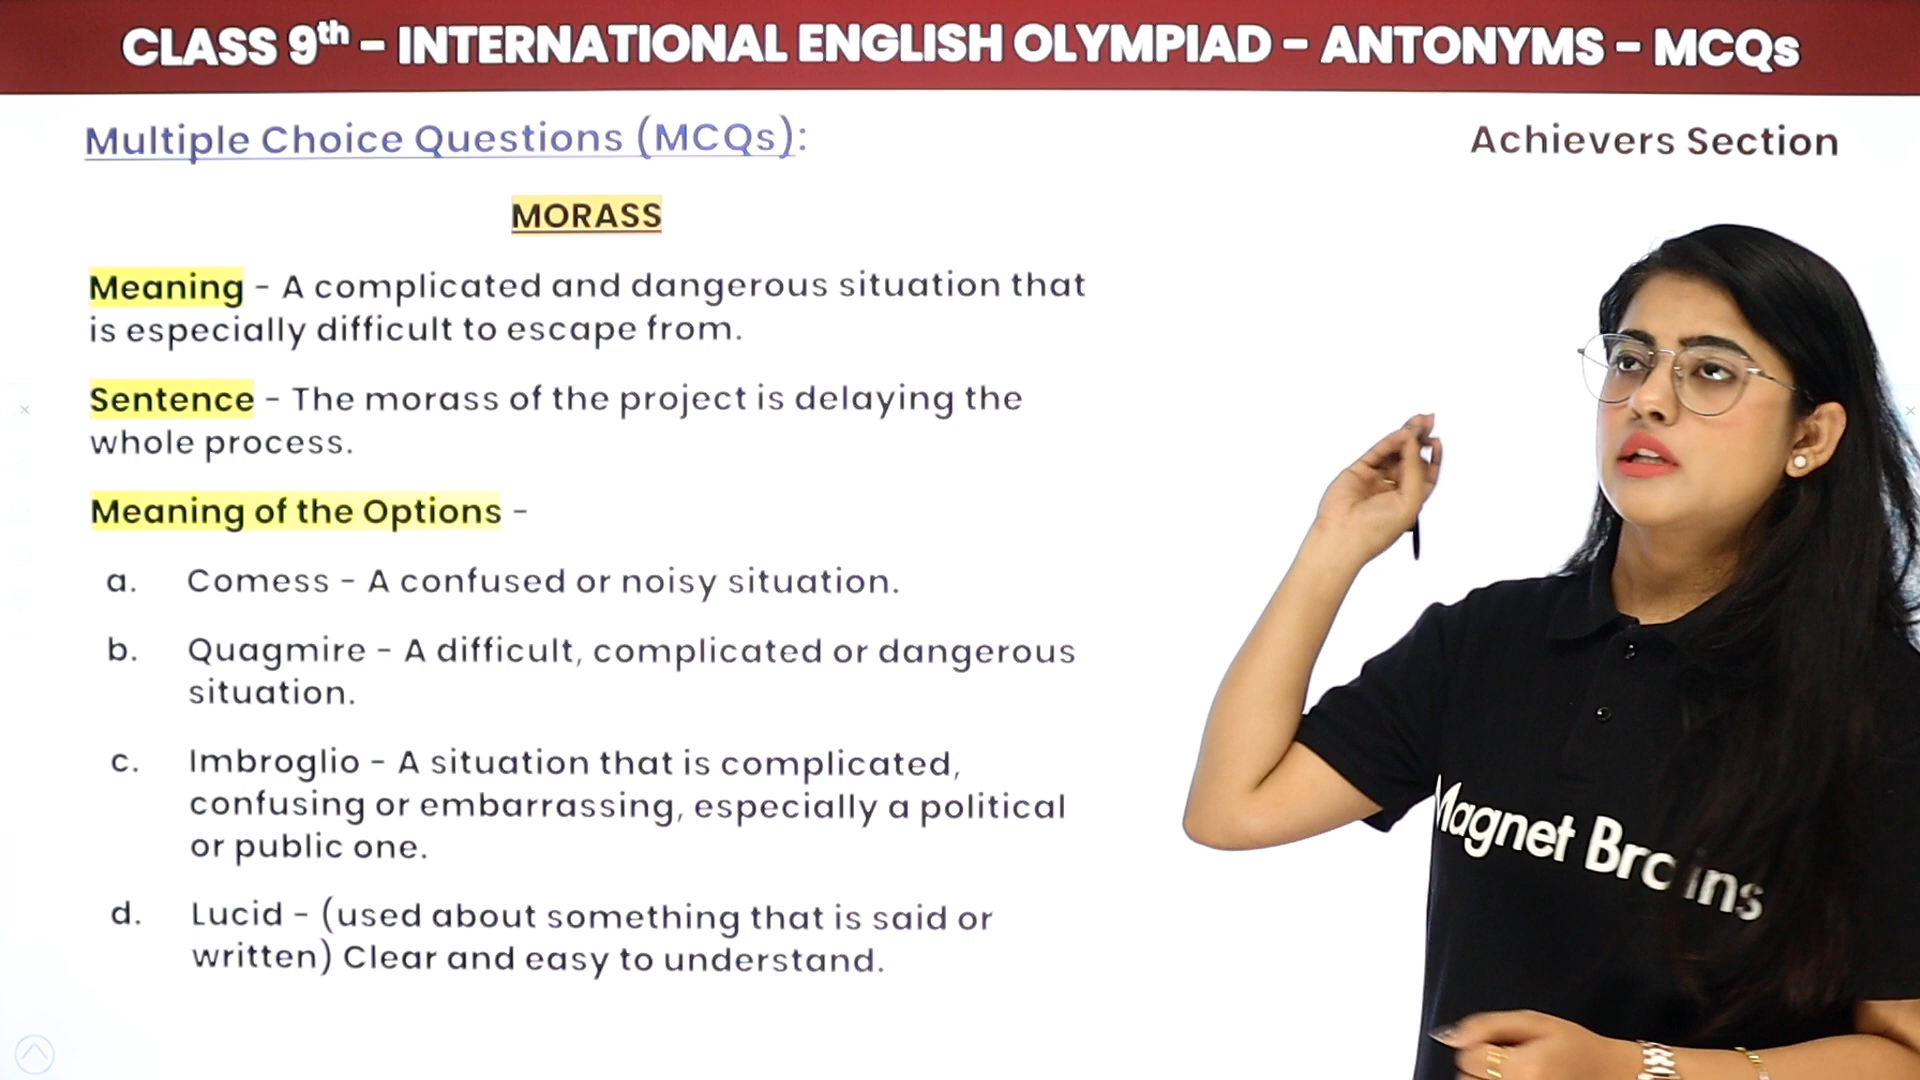 CLASS 9th – INTERNATIONAL ENGLISH OLYMPIAD – ANTONYMS – MCQs
Multiple Choice Questions (MCQs):
Achievers Section
MORASS
Meaning - A complicated and dangerous situation that
is especially difficult to escape from.
Sentence - The morass of the project is delaying the
whole process.
Meaning of the Options -
a. Comess - A confused or noisy situation.
b. Quagmire - A difficult, complicated or dangerous
situation.
c. Imbroglio - A situation that is complicated,
confusing or embarrassing, especially a political
or public one.
d. Lucid - (used about something that is said or
written) Clear and easy to understand.
Magnet Brains